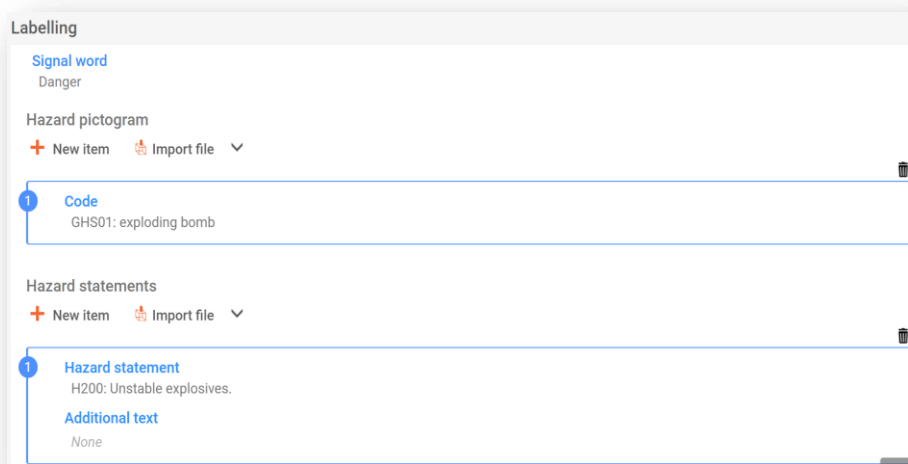 Labelling
Signal word
Danger
Hazard pictogram
New item Import file
1 Code
GHS01: exploding bomb
Hazard statements
New item Import file
1 Hazard statement
H200: Unstable explosives.
Additional text
None